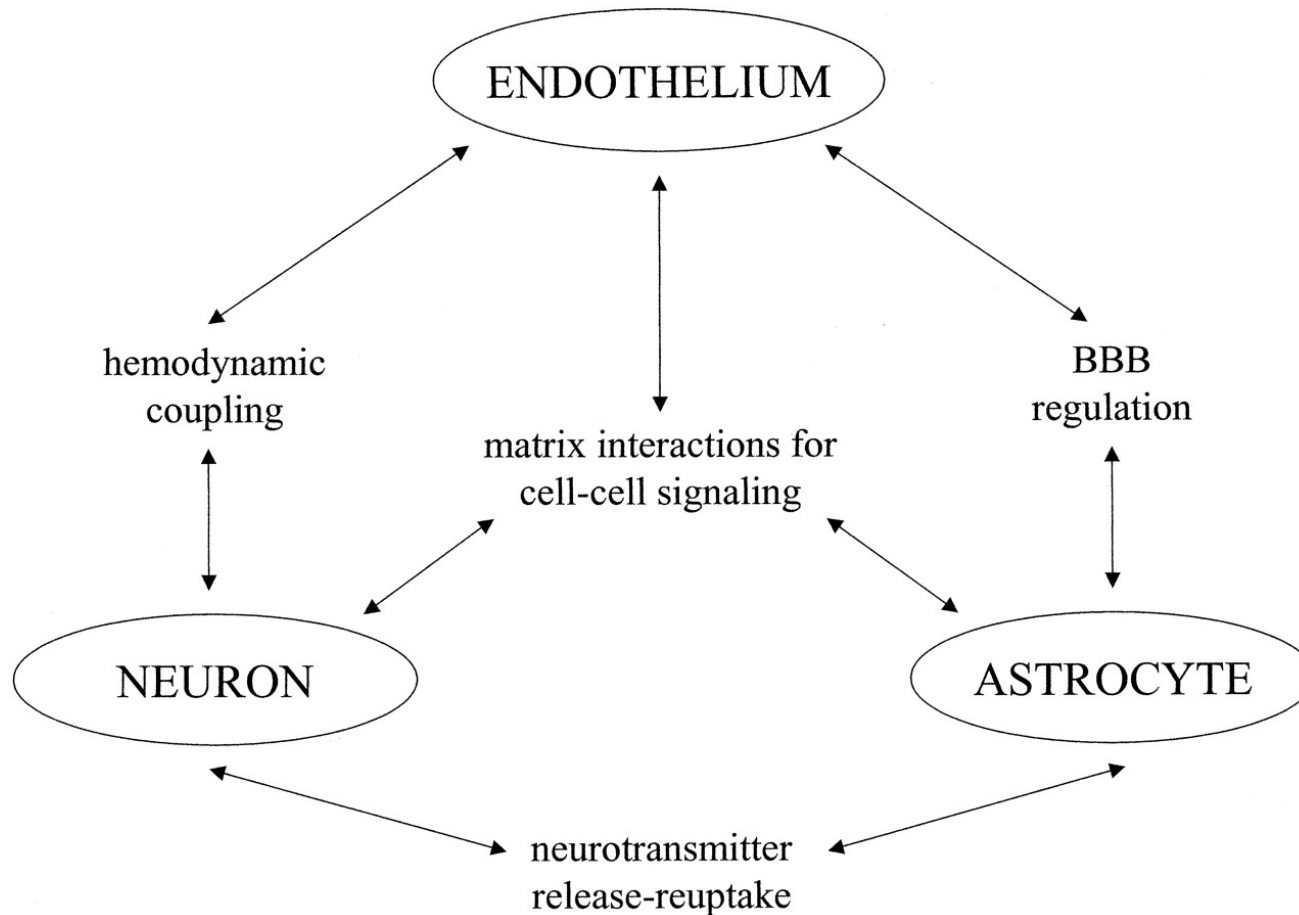 ENDOTHELIUM
hemodynamic
coupling
BBB
regulation
matrix interactions for
cell-cell signaling
NEURON
ASTROCYTE
neurotransmitter
release-reuptake